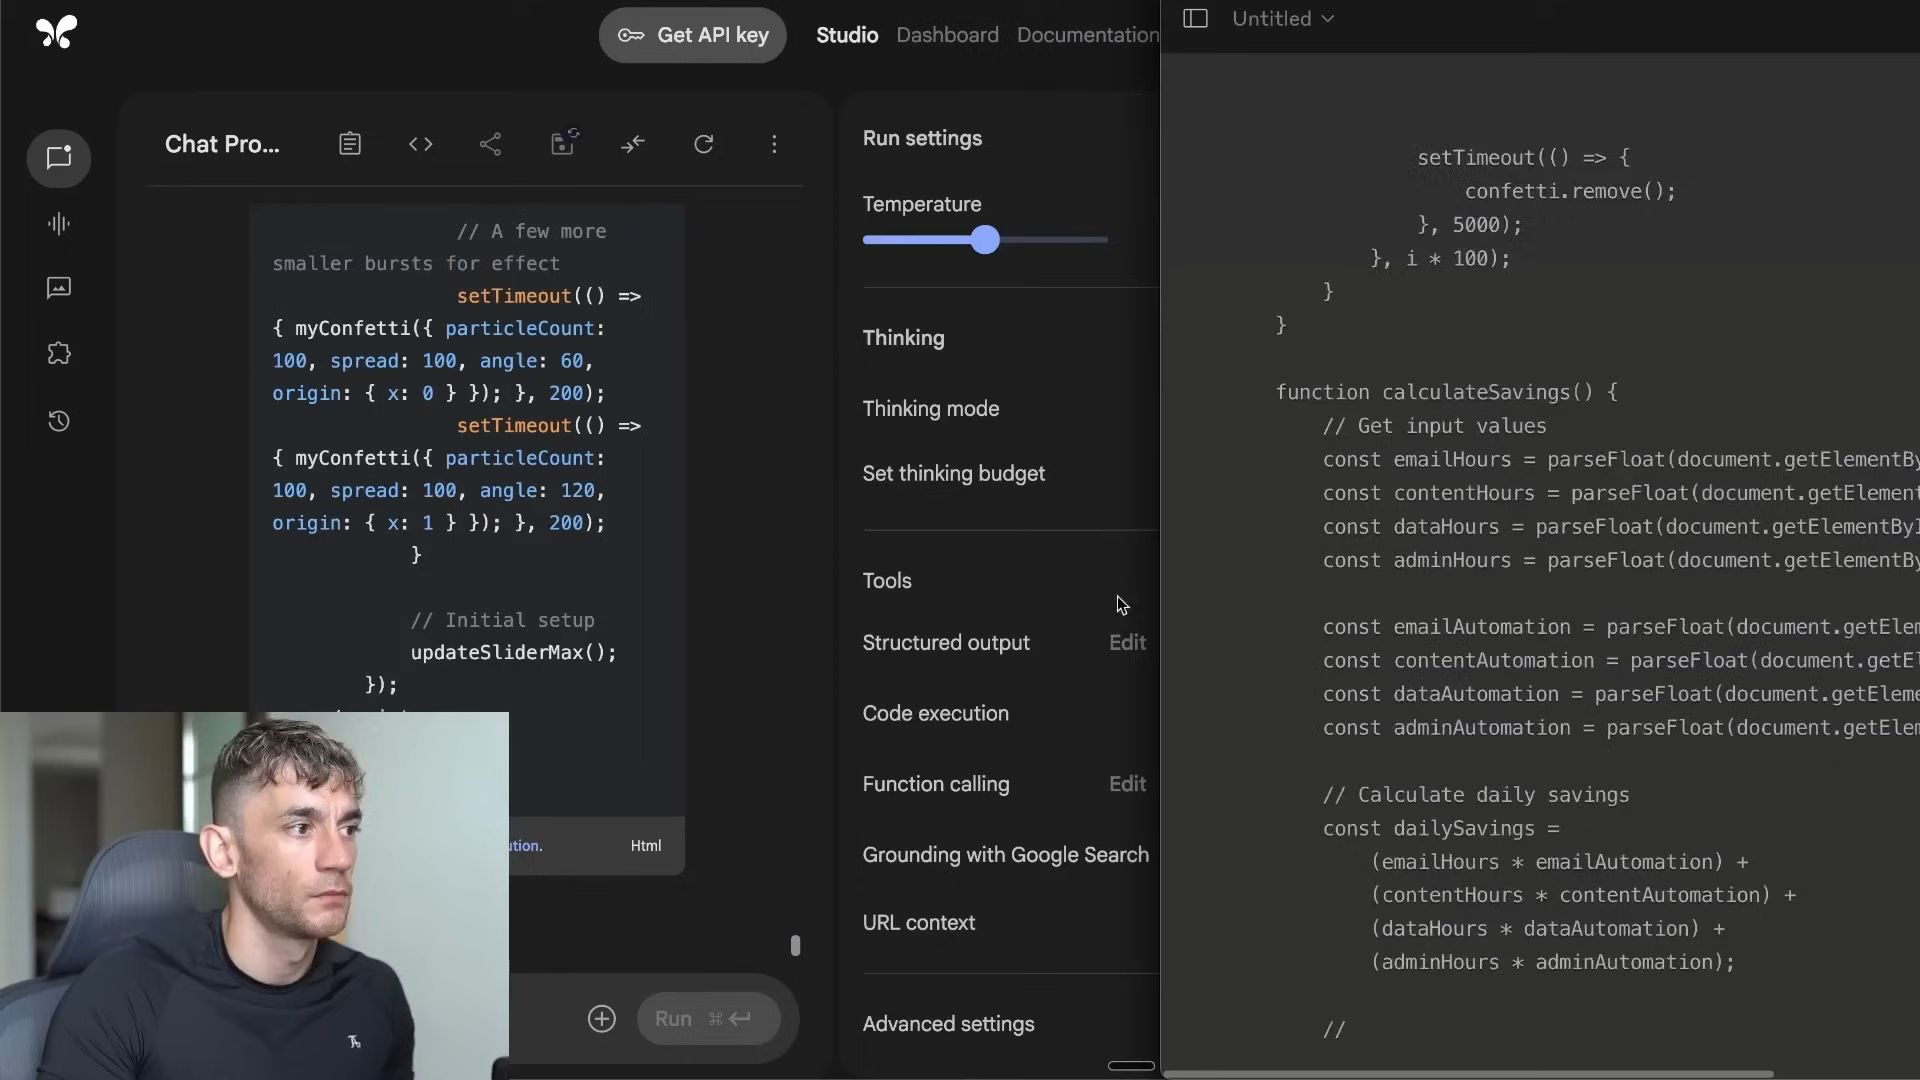 Get API key
Studio
Dashboard
Documentation
Untitled
Chat Pro...
// A few more
smaller bursts for effect
setTimeout(() =>
{ myConfetti({ particleCount:
100, spread: 100, angle: 60,
origin: { x: 0 } }); }, 200);
setTimeout(() =>
{ myConfetti({ particleCount:
100, spread: 100, angle: 120,
origin: { x: 1 } }); }, 200);
}
// Initial setup
updateSliderMax();
});
Html
Run ⌘ ↵
Run settings
Temperature
Thinking
Thinking mode
Set thinking budget
Tools
Structured output
Edit
Code execution
Function calling
Edit
Grounding with Google Search
URL context
Advanced settings
setTimeout(() => {
confetti.remove();
}, 5000);
}, i * 100);
}
}
function calculateSavings() {
// Get input values
const emailHours = parseFloat(document.getElementBy
const contentHours = parseFloat(document.getElement
const dataHours = parseFloat(document.getElementBy
const adminHours = parseFloat(document.getElementBy
const emailAutomation = parseFloat(document.getElem
const contentAutomation = parseFloat(document.getEl
const dataAutomation = parseFloat(document.getEleme
const adminAutomation = parseFloat(document.getElem
// Calculate daily savings
const dailySavings =
(emailHours * emailAutomation) +
(contentHours * contentAutomation) +
(dataHours * dataAutomation) +
(adminHours * adminAutomation);
//